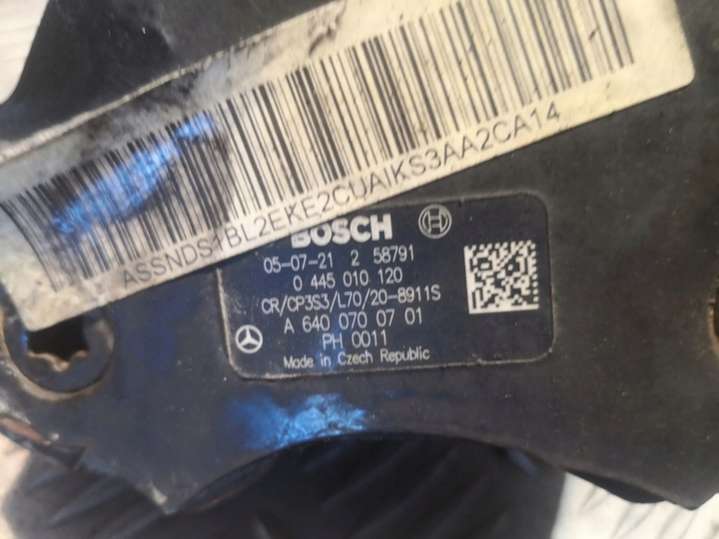 ASSNDS1BL2EKE2CUAIKS3AA2CA14
BOSCH
05-07-21 2 58791
0 445 010 120
CR/CP3S3/L70/20-8911S
A 640 070 07 01
PH 0011
Made in Czech Republic